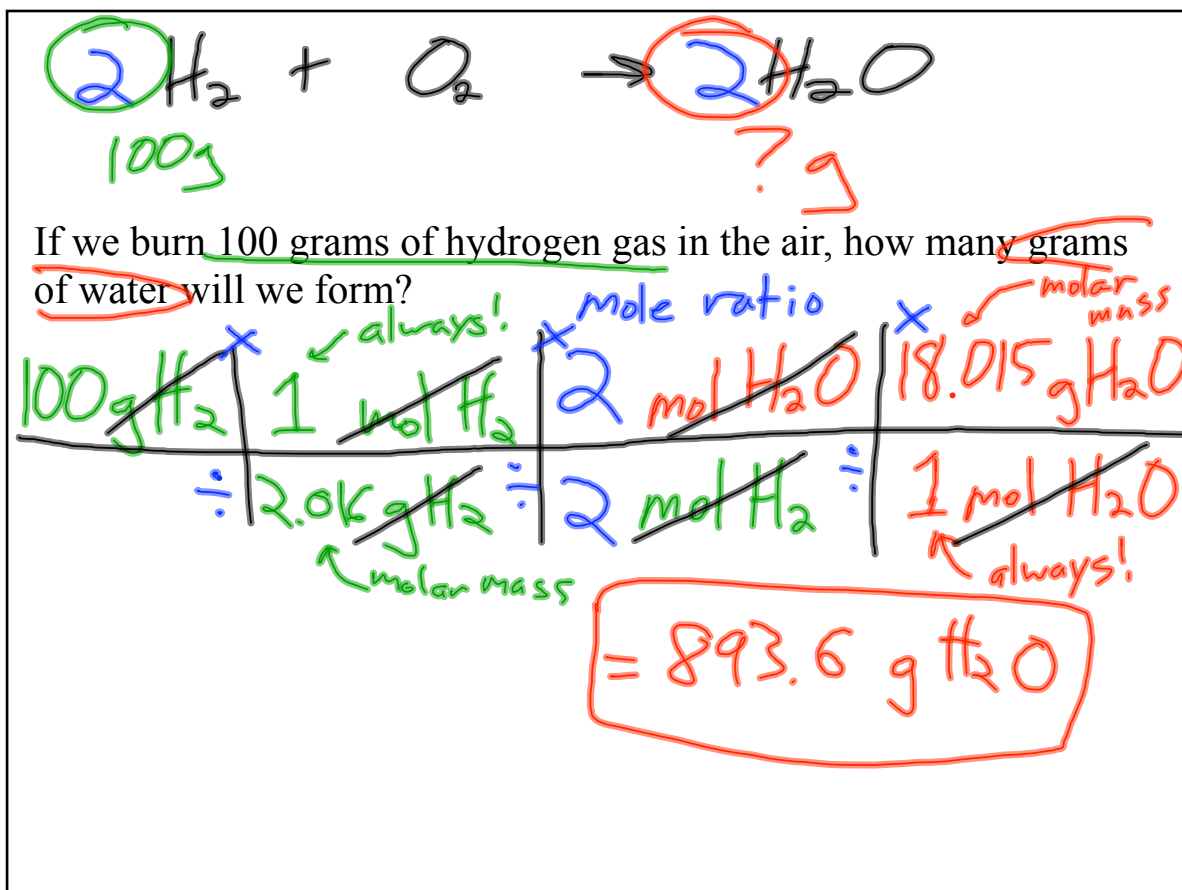 2H₂ + O₂ → 2H₂O
100g ? g
If we burn 100 grams of hydrogen gas in the air, how many grams
of water will we form?
always! mole ratio molar mass
× × ×
100 g H₂ 1 mol H₂ 2 mol H₂O 18.015 g H₂O
÷ 2.016 g H₂ ÷ 2 mol H₂ ÷ 1 mol H₂O
molar mass always!
= 893.6 g H₂O